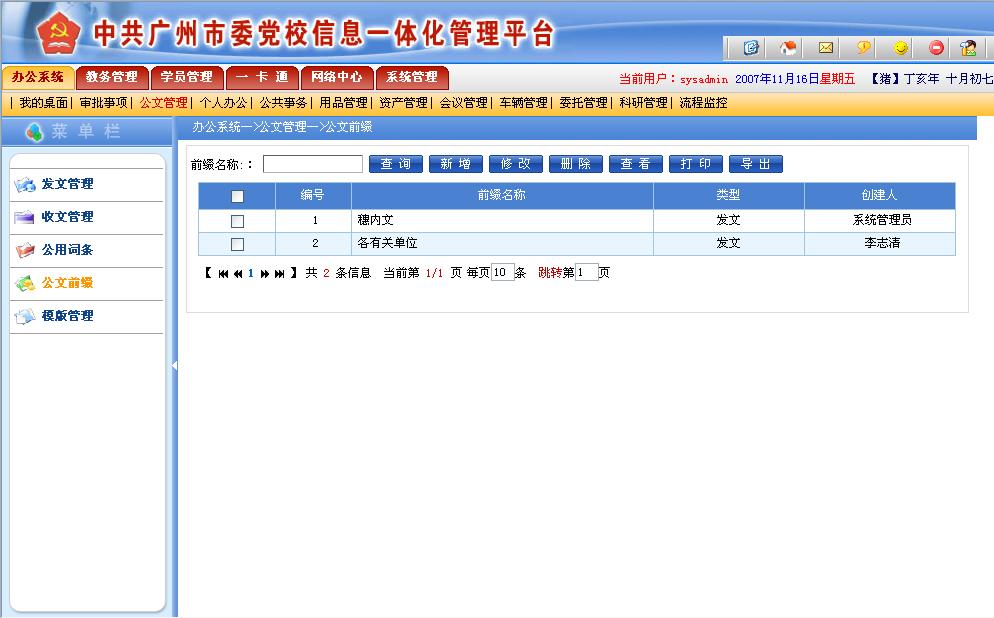 中共广州市委党校信息一体化管理平台
办公系统 教务管理 学员管理 一 卡 通 网络中心 系统管理 当前用户：sysadmin 2007年11月16日星期五 【猪】丁亥年 十月初七
| 我的桌面| 审批事项| 公文管理| 个人办公| 公共事务| 用品管理| 资产管理| 会议管理| 车辆管理| 委托管理| 科研管理| 流程监控
菜 单 栏
办公系统—>公文管理—>公文前缀
发文管理
收文管理
公用词条
公文前缀
模版管理
前缀名称:： 查 询 新 增 修 改 删 除 查 看 打 印 导 出
编号 前缀名称 类型 创建人
1 穗内文 发文 系统管理员
2 各有关单位 发文 李志清
【 1 】 共 2 条信息 当前第 1/1 页 每页10条 跳转第1页